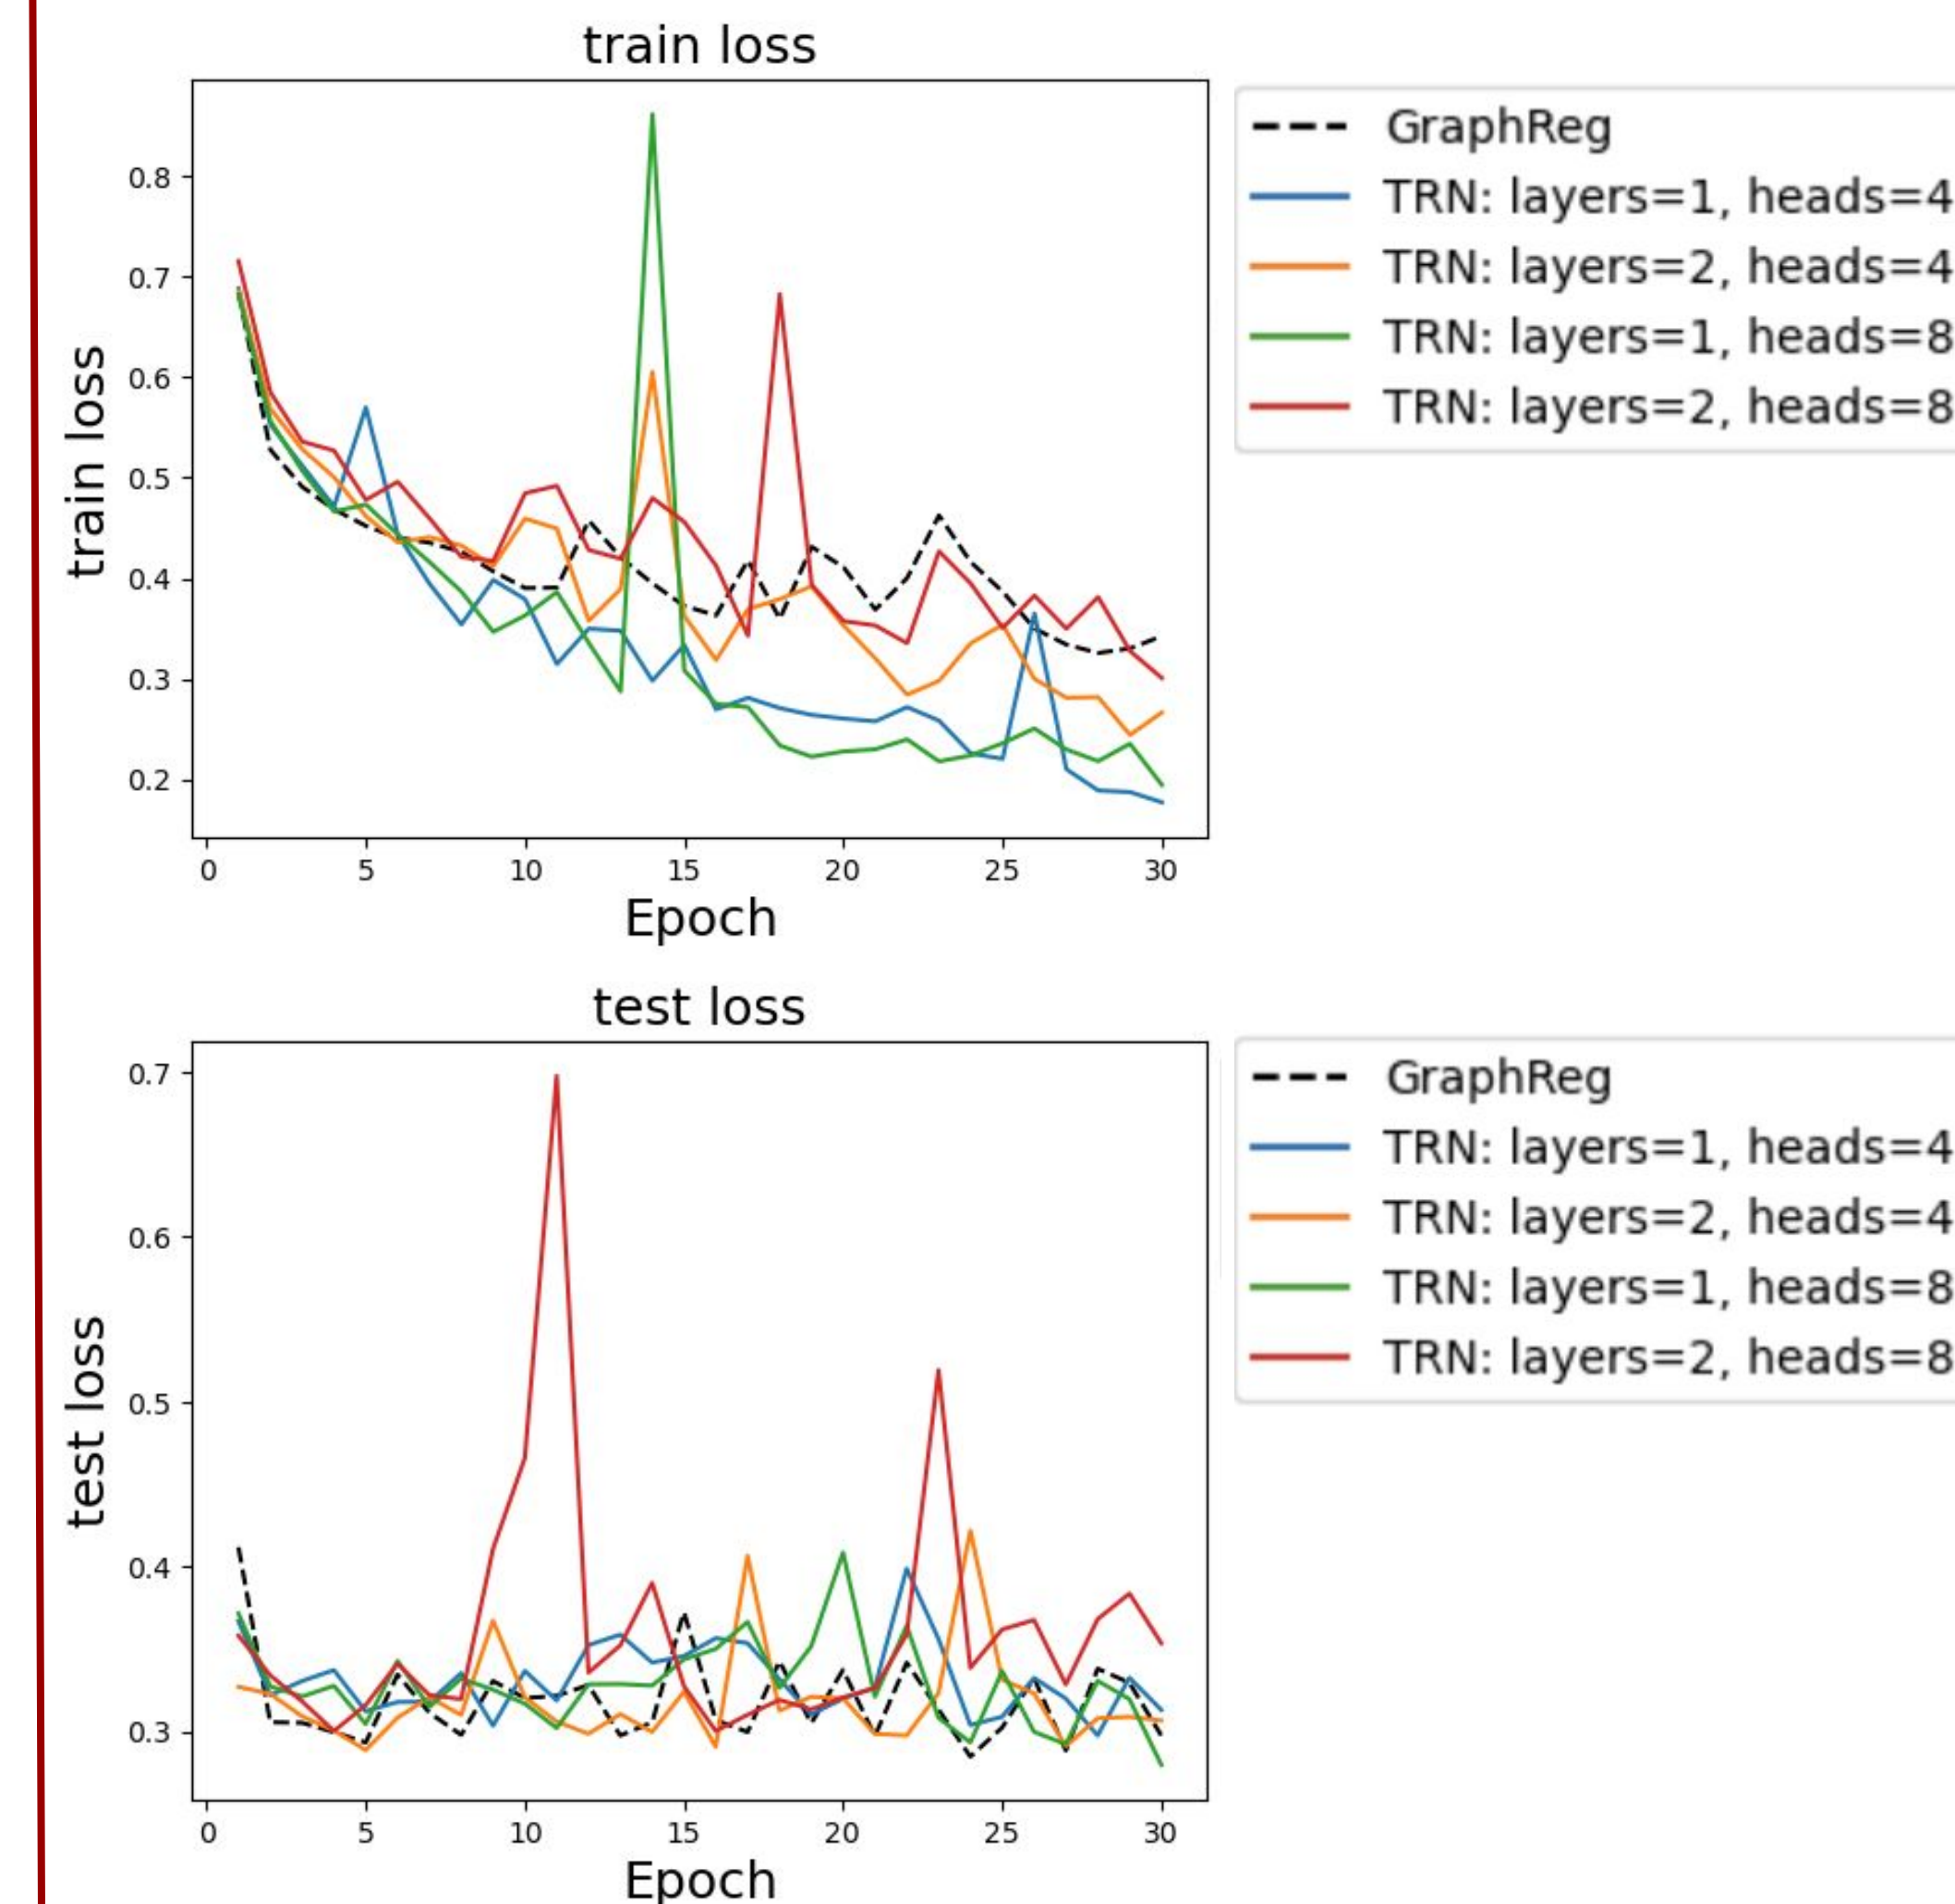 train loss
train loss
0.8
0.7
0.6
0.5
0.4
0.3
0.2
0 5 10 15 20 25 30
Epoch
GraphReg
TRN: layers=1, heads=4
TRN: layers=2, heads=4
TRN: layers=1, heads=8
TRN: layers=2, heads=8
test loss
test loss
0.7
0.6
0.5
0.4
0.3
0 5 10 15 20 25 30
Epoch
GraphReg
TRN: layers=1, heads=4
TRN: layers=2, heads=4
TRN: layers=1, heads=8
TRN: layers=2, heads=8